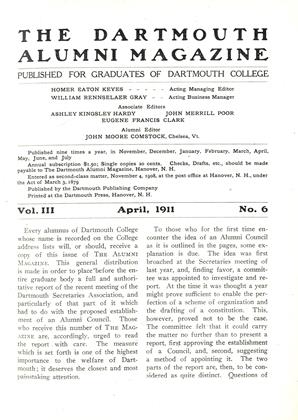 THE DARTMOUTH
ALUMNI MAGAZINE
PUBLISHED FOR GRADUATES OF DARTMOUTH COLLEGE
HOMER EATON KEYES - - - - - Acting Managing Editor
WILLIAM RENNSELAER GRAY - - Acting Business Manager
Associate Editors
ASHLEY KINGSLEY HARDY JOHN MERRILL POOR
EUGENE FRANCIS CLARK
Alumni Editor
JOHN MOORE COMSTOCK, Chelsea, Vt.
Published nine times a year, in November, December, January, February, March, April,
May, June, and July
Annual subscription $1.50; Single copies 20 cents. Checks, Drafts, etc., should be made
payable to The Dartmouth Alumni Magazine, Hanover, N. H.
Entered as second-class matter, November 4, 1908, at the post office at Hanover, N. H., under
the Act of March 3, 1879
Published by the Dartmouth Publishing Company
Printed at the Dartmouth Press, Hanover, N. H.
Vol. III April, 1911 No. 6
Every alumnus of Dartmouth College
whose name is recorded on the College
address lists will, or should, receive a
copy of this issue of THE ALUMNI
MAGAZINE. This general distribution
is made in order to place before the en-
tire graduate body a full and authori-
tative report of the recent meeting of the
Dartmouth Secretaries Association, and
particularly of that part of it which
had to do with the proposed establish-
ment of an Alumni Council. Those
who receive this number of THE MAG-
AZINE are, accordingly, urged to read
the report with care. The measure
which is set forth is one of the highest
importance to the welfare of Dart-
mouth; it deserves the closest and most
painstaking attention.
To those who for the first time en-
counter the idea of an Alumni Council
as it is outlined in the pages, some ex-
planation is due. The idea was first
broached at the Secretaries meeting of
last year, and, finding favor, a commit-
tee was appointed to investigate and re-
port. At the time it was thought a year
might prove sufficient to enable the per-
fection of a scheme of organization and
the drafting of a constitution. This,
however, proved not to be the case.
The committee felt that it could carry
the matter no further than to present a
report, first approving the establishment
of a Council, and, second, suggesting
a method of appointing it. The two
parts of the report are, then, to be con-
sidered as quite distinct. Questions of